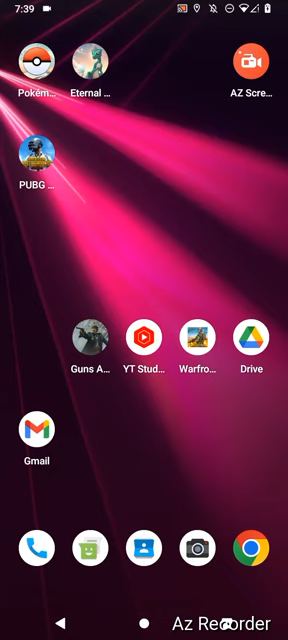 7:39
Pokém...
Eternal ...
AZ Scre...
PUBG ...
Guns A...
YT Stud...
Warfro...
Drive
Gmail
Az Recorder